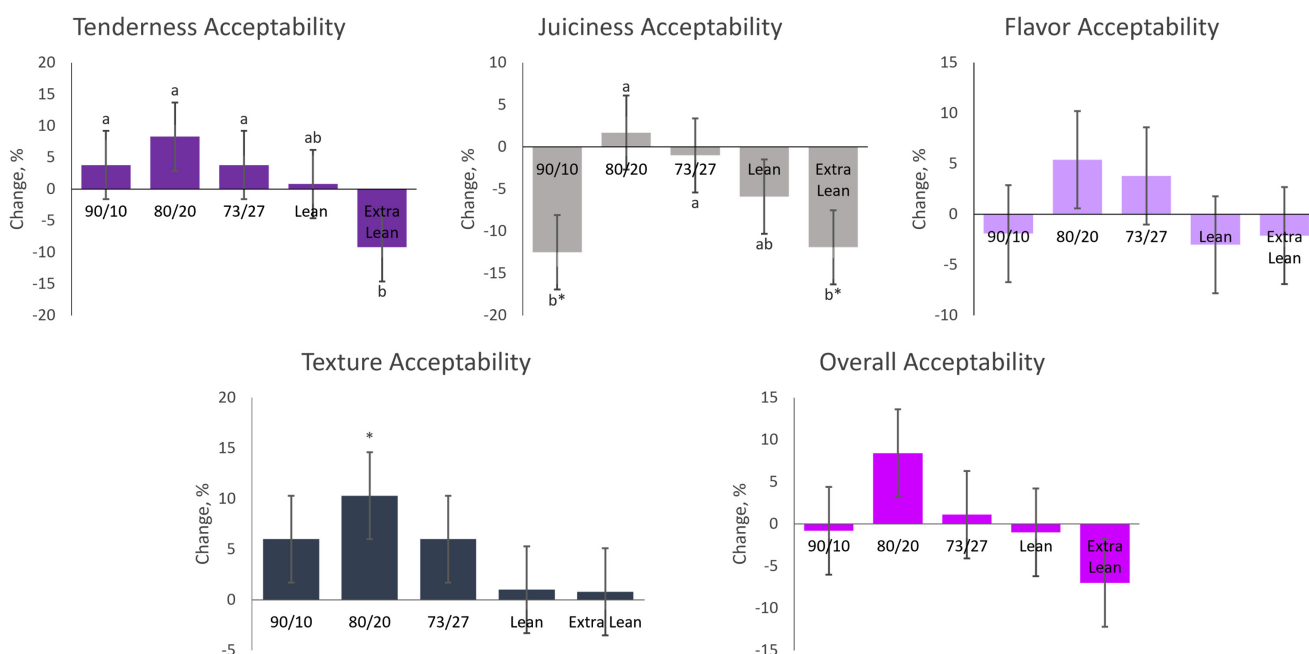 Tenderness Acceptability
Change, %
20
15
10
5
0
-5
-10
-15
-20
a
a
a
ab
b
90/10
80/20
73/27
Lean
Extra
Lean
Juiciness Acceptability
Change, %
10
5
0
-5
-10
-15
-20
a
90/10
80/20
73/27
Lean
Extra
Lean
a
ab
b*
b*
Flavor Acceptability
Change, %
15
10
5
0
-5
-10
90/10
80/20
73/27
Lean
Extra
Lean
Texture Acceptability
Change, %
20
15
10
5
0
-5
*
90/10
80/20
73/27
Lean
Extra Lean
Overall Acceptability
Change, %
15
10
5
0
-5
-10
-15
90/10
80/20
73/27
Lean
Extra
Lean